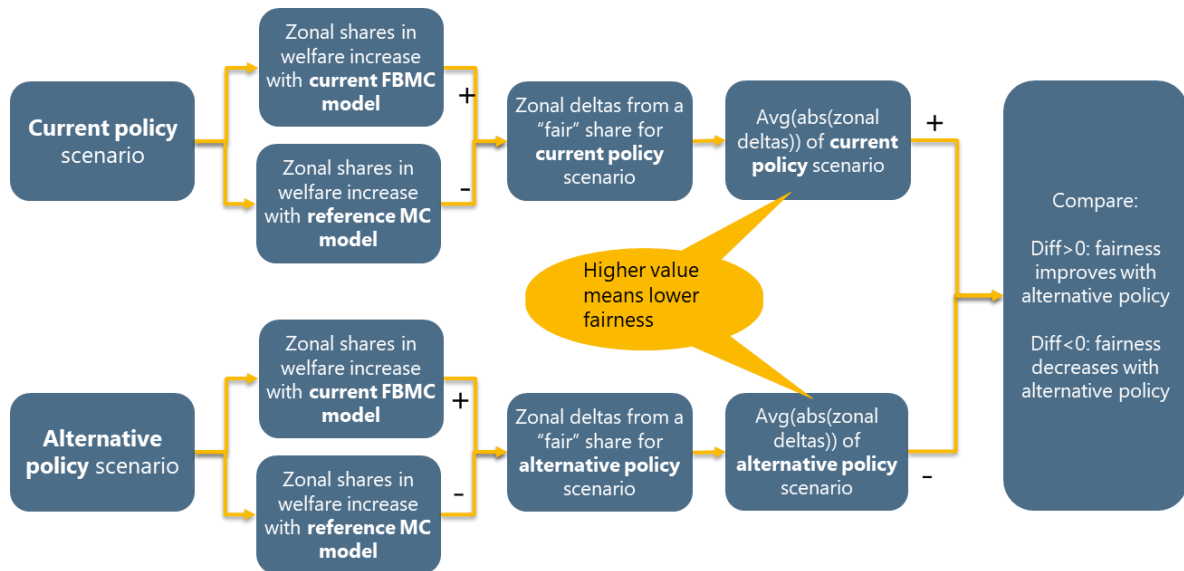 Current policy
scenario
Zonal shares in
welfare increase
with current FBMC
model
+
Zonal shares in
welfare increase
with reference MC
model
-
Zonal deltas from a
"fair" share for
current policy
scenario
Avg(abs(zonal
deltas)) of current
policy scenario
+
Higher value
means lower
fairness
Alternative
policy scenario
Zonal shares in
welfare increase
with current FBMC
model
+
Zonal shares in
welfare increase
with reference MC
model
-
Zonal deltas from a
"fair" share for
alternative policy
scenario
Avg(abs(zonal
deltas)) of
alternative policy
scenario
-
Compare:
Diff>0: fairness
improves with
alternative policy
Diff<0: fairness
decreases with
alternative policy